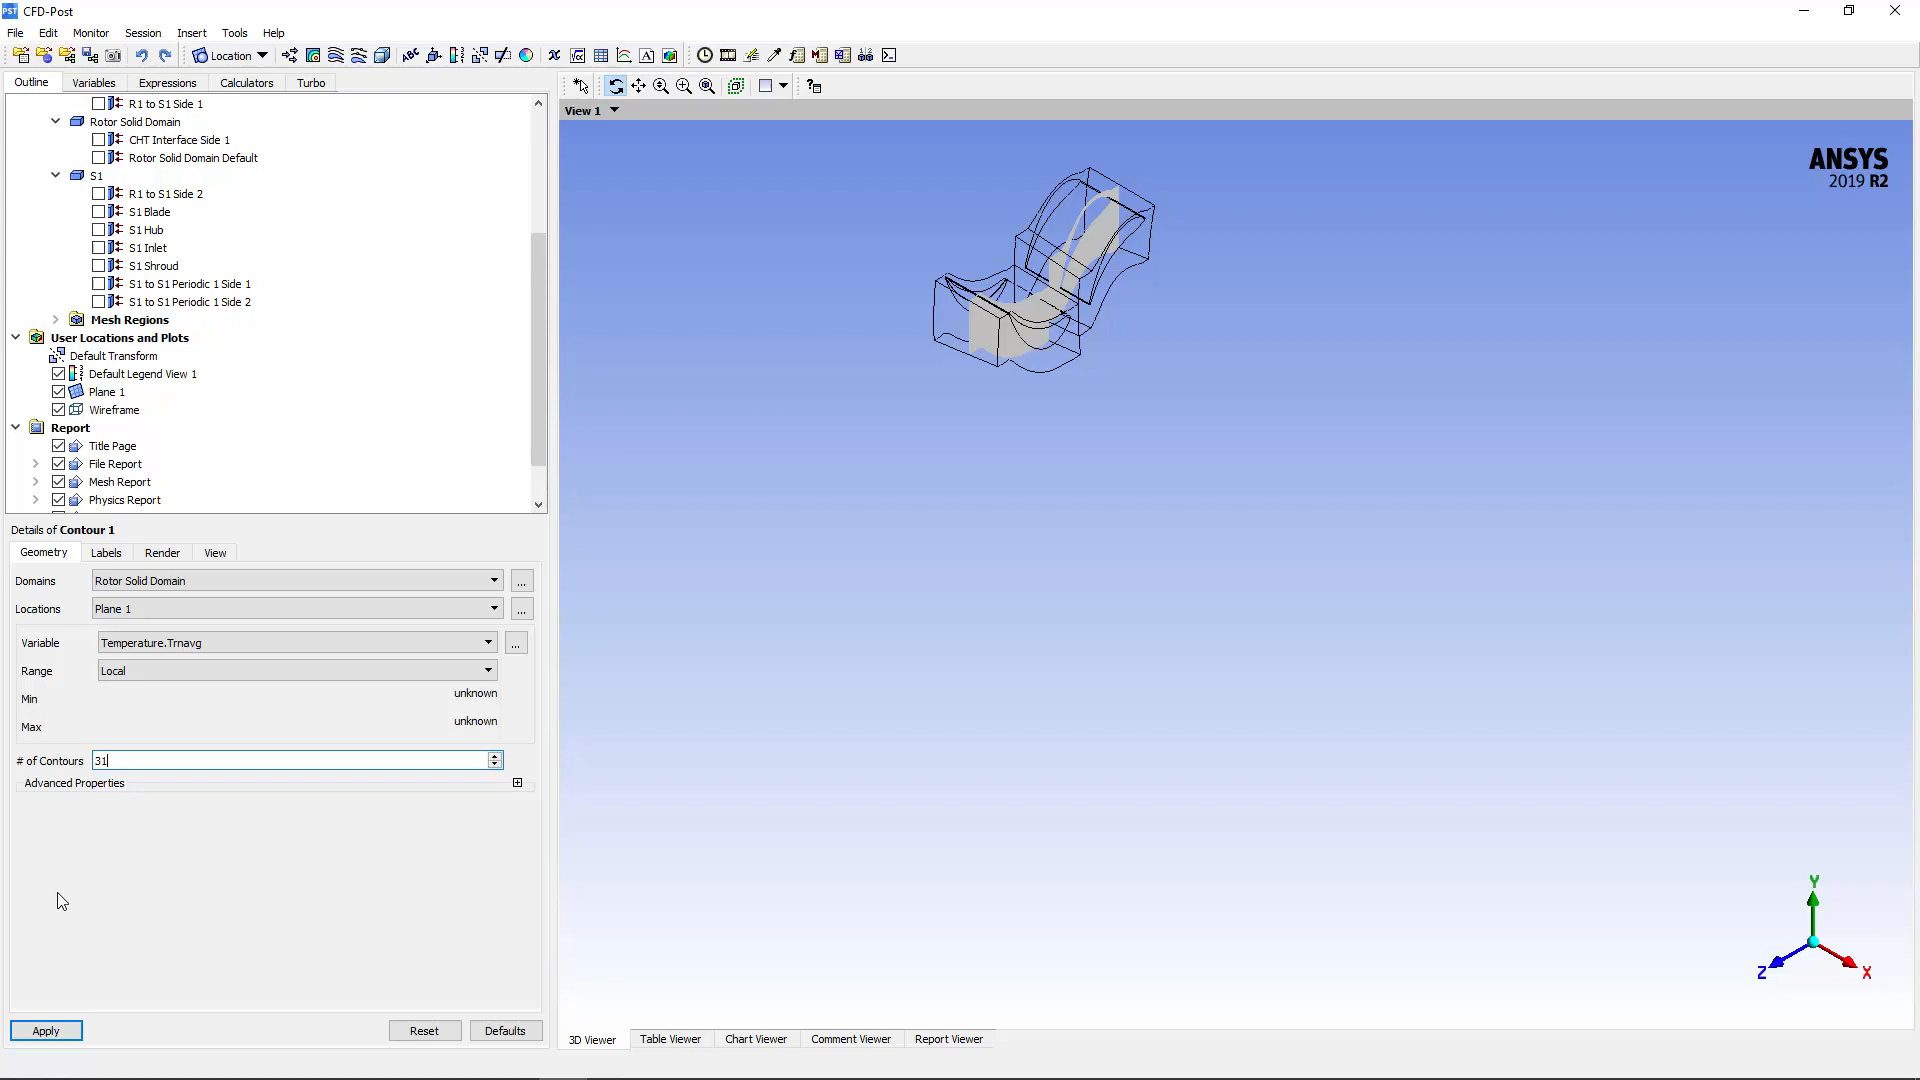 PST CFD-Post
File Edit Monitor Session Insert Tools Help
Location
Outline Variables Expressions Calculators Turbo
View 1
R1 to S1 Side 1
Rotor Solid Domain
CHT Interface Side 1
Rotor Solid Domain Default
S1
R1 to S1 Side 2
S1 Blade
S1 Hub
S1 Inlet
S1 Shroud
S1 to S1 Periodic 1 Side 1
S1 to S1 Periodic 1 Side 2
Mesh Regions
User Locations and Plots
Default Transform
Default Legend View 1
Plane 1
Wireframe
Report
Title Page
File Report
Mesh Report
Physics Report
Details of Contour 1
Geometry Labels Render View
Domains Rotor Solid Domain ...
Locations Plane 1 ...
Variable Temperature.Trnavg ...
Range Local
Min unknown
Max unknown
# of Contours 31
Advanced Properties
Apply Reset Defaults
ANSYS
2019 R2
Y
Z X
3D Viewer Table Viewer Chart Viewer Comment Viewer Report Viewer